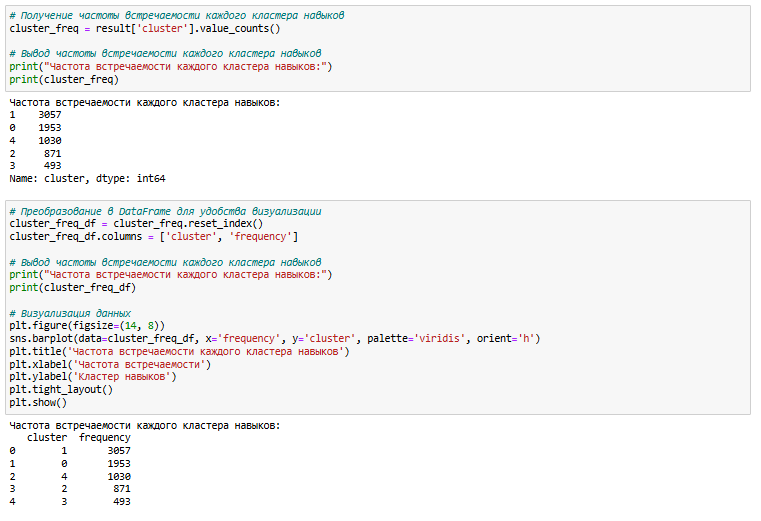 # Получение частоты встречаемости каждого кластера навыков
cluster_freq = result['cluster'].value_counts()
# Вывод частоты встречаемости каждого кластера навыков
print("Частота встречаемости каждого кластера навыков:")
print(cluster_freq)
Частота встречаемости каждого кластера навыков:
1    3057
0    1953
4    1030
2     871
3     493
Name: cluster, dtype: int64
# Преобразование в DataFrame для удобства визуализации
cluster_freq_df = cluster_freq.reset_index()
cluster_freq_df.columns = ['cluster', 'frequency']
# Вывод частоты встречаемости каждого кластера навыков
print("Частота встречаемости каждого кластера навыков:")
print(cluster_freq_df)
# Визуализация данных
plt.figure(figsize=(14, 8))
sns.barplot(data=cluster_freq_df, x='frequency', y='cluster', palette='viridis', orient='h')
plt.title('Частота встречаемости каждого кластера навыков')
plt.xlabel('Частота встречаемости')
plt.ylabel('Кластер навыков')
plt.tight_layout()
plt.show()
Частота встречаемости каждого кластера навыков:
   cluster  frequency
0        1       3057
1        0       1953
2        4       1030
3        2        871
4        3        493